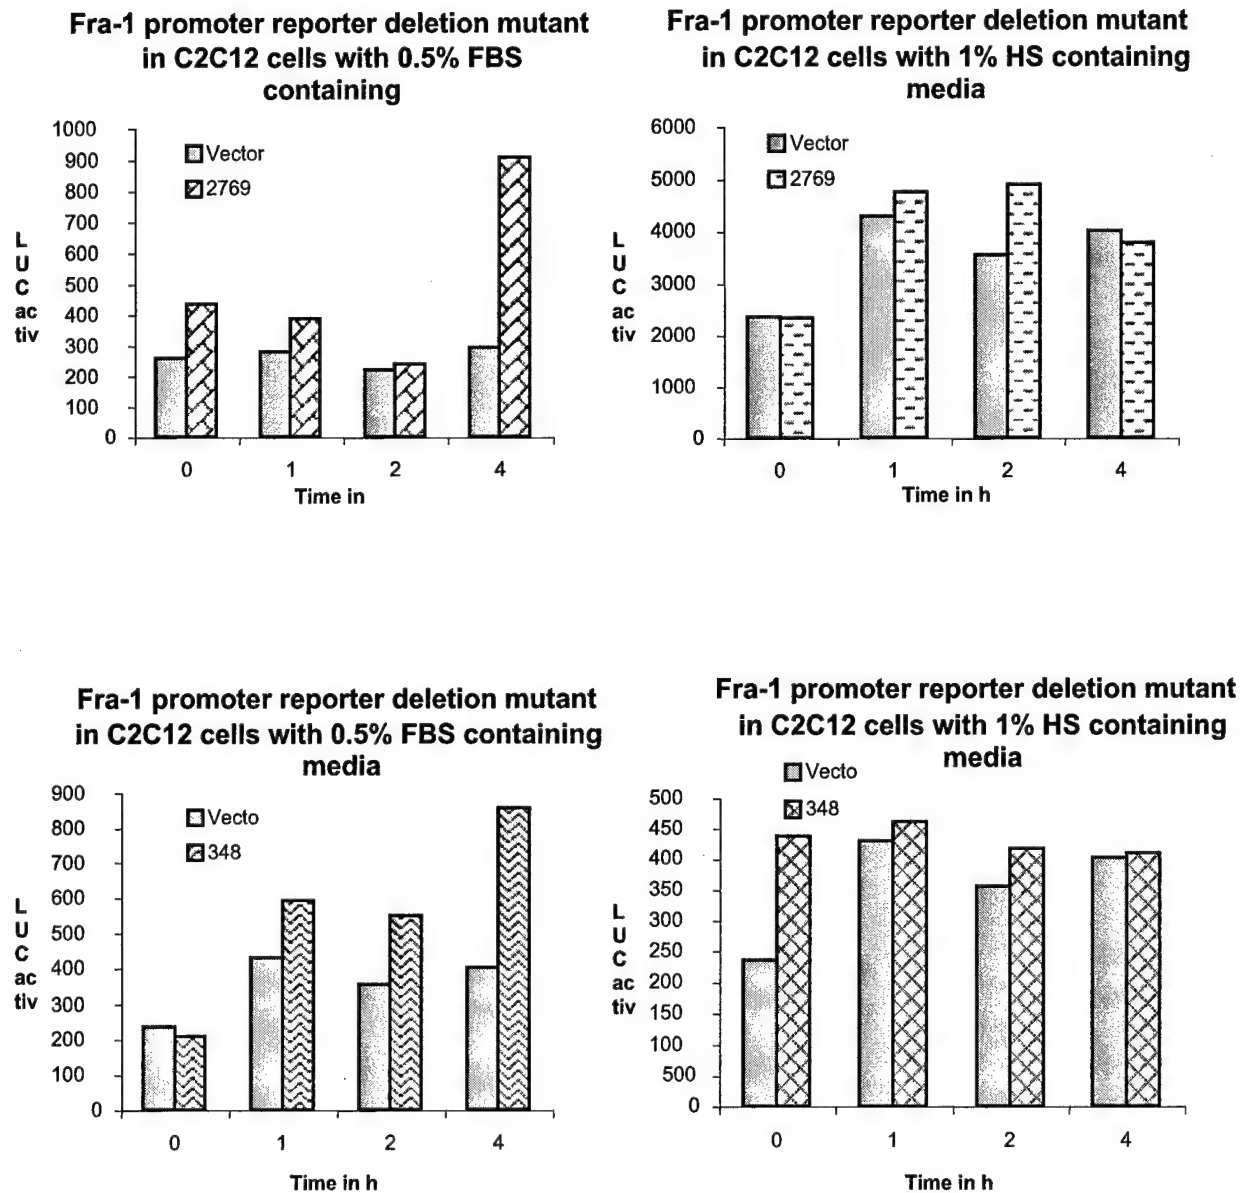 Fra-1 promoter reporter deletion mutant
in C2C12 cells with 0.5% FBS
containing
1000
900
800
700
600
500
400
300
200
100
0
Vector
2769
L
U
C
ac
tiv
0 1 2 4
Time in
Fra-1 promoter reporter deletion mutant
in C2C12 cells with 1% HS containing
media
6000
5000
4000
3000
2000
1000
0
Vector
2769
L
U
C
ac
tiv
0 1 2 4
Time in h
Fra-1 promoter reporter deletion mutant
in C2C12 cells with 0.5% FBS containing
media
900
800
700
600
500
400
300
200
100
0
Vecto
348
L
U
C
ac
tiv
0 1 2 4
Time in h
Fra-1 promoter reporter deletion mutant
in C2C12 cells with 1% HS containing
media
500
450
400
350
300
250
200
150
100
500
0
Vecto
348
L
U
C
ac
tiv
0 1 2 4
Time in h